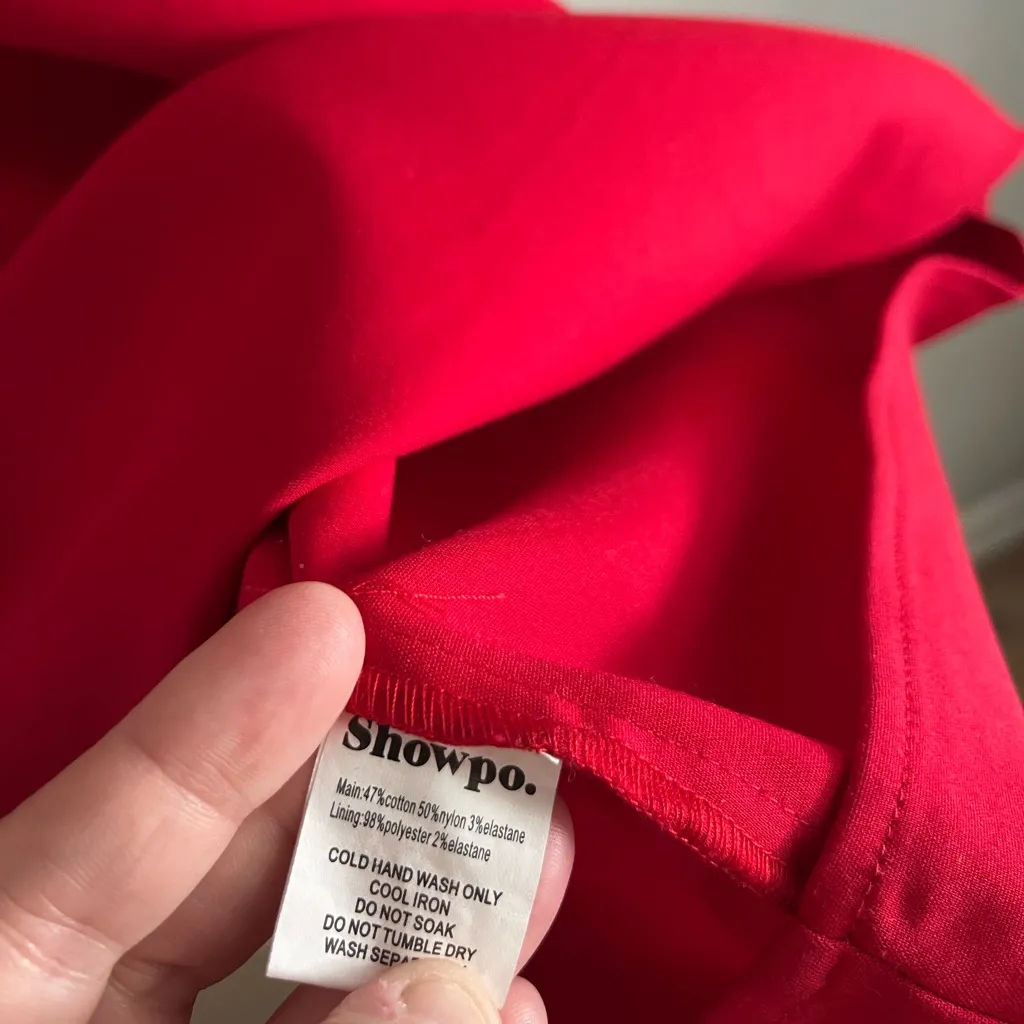 Showpo.
Main:47%cotton 50%nylon 3%elastane
Lining:98%polyester 2%elastane
COLD HAND WASH ONLY
COOL IRON
DO NOT SOAK
DO NOT TUMBLE DRY
WASH